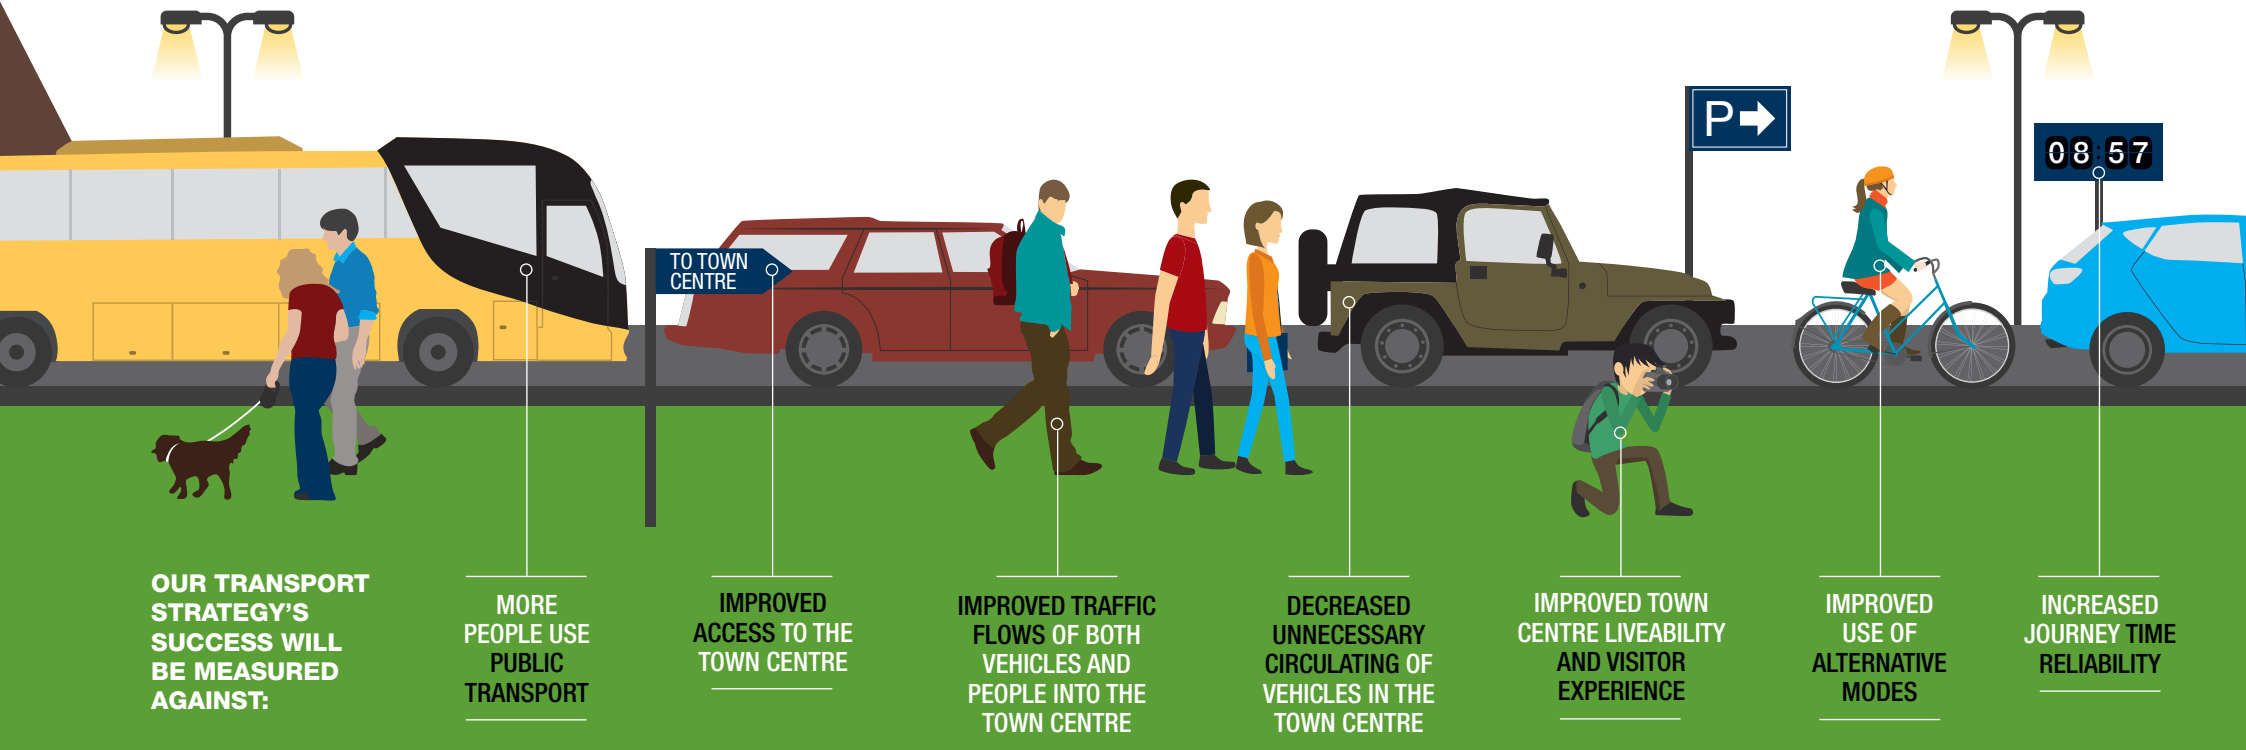 P
08:57
TO TOWN
CENTRE
OUR TRANSPORT
STRATEGY'S
SUCCESS WILL
BE MEASURED
AGAINST:
MORE
PEOPLE USE
PUBLIC
TRANSPORT
IMPROVED
ACCESS TO THE
TOWN CENTRE
IMPROVED TRAFFIC
FLOWS OF BOTH
VEHICLES AND
PEOPLE INTO THE
TOWN CENTRE
DECREASED
UNNECESSARY
CIRCULATING OF
VEHICLES IN THE
TOWN CENTRE
IMPROVED TOWN
CENTRE LIVEABILITY
AND VISITOR
EXPERIENCE
IMPROVED
USE OF
ALTERNATIVE
MODES
INCREASED
JOURNEY TIME
RELIABILITY